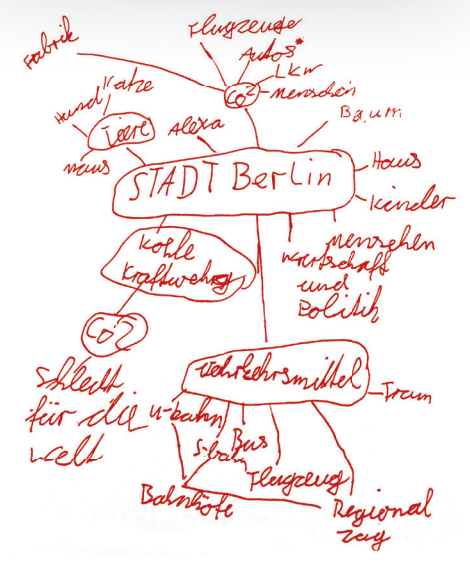 Flugzeuge
Fabrik
Autos
Lkw
CO2
Menschen
Hund
Katze
Baum
Tiere
Alexa
Maus
Haus
STADT Berlin
Kinder
Kohle
Kraftwehrg
Menschen
Wirtschaft
und
Politik
CO2
Schlecht
für die
Welt
Verkehrsmittel
Tram
U-bahn
S-bahn
Bus
Flugzeug
Bahnhöfe
Regional
zug